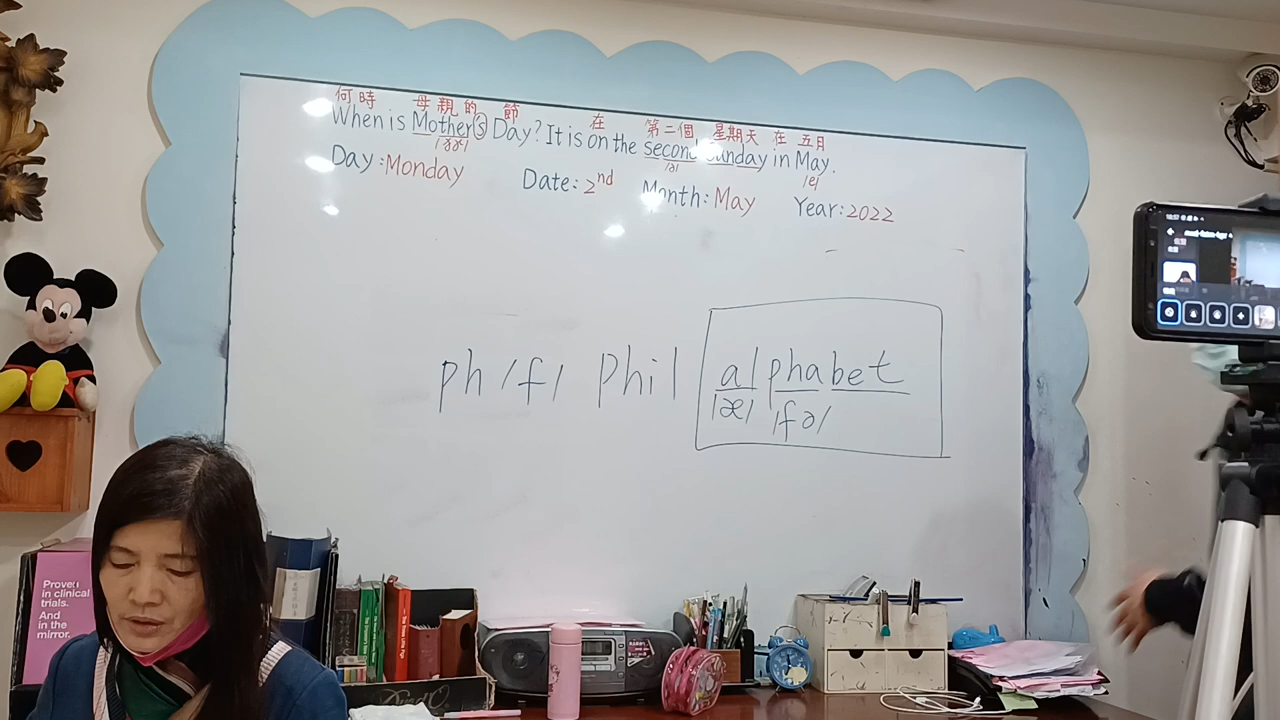 何時 母親的 節 在 第二個 星期天 在 五月
When is Mother's Day? It is on the second Sunday in May.
/ə/ /e/
Day:Monday Date:2nd Month:May Year:2022
ph /f/ Phil alphabet
/æ/ /fə/
Proven
in clinical
trials.
And
in the
mirror.